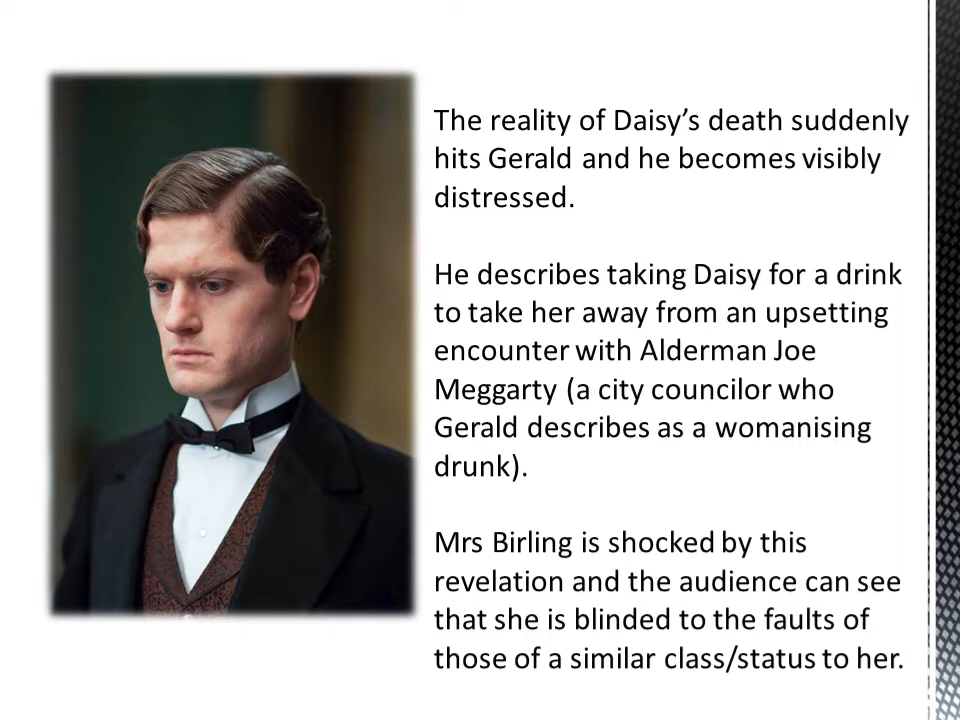 The reality of Daisy’s death suddenly
hits Gerald and he becomes visibly
distressed.
He describes taking Daisy for a drink
to take her away from an upsetting
encounter with Alderman Joe
Meggarty (a city councilor who
Gerald describes as a womanising
drunk).
Mrs Birling is shocked by this
revelation and the audience can see
that she is blinded to the faults of
those of a similar class/status to her.